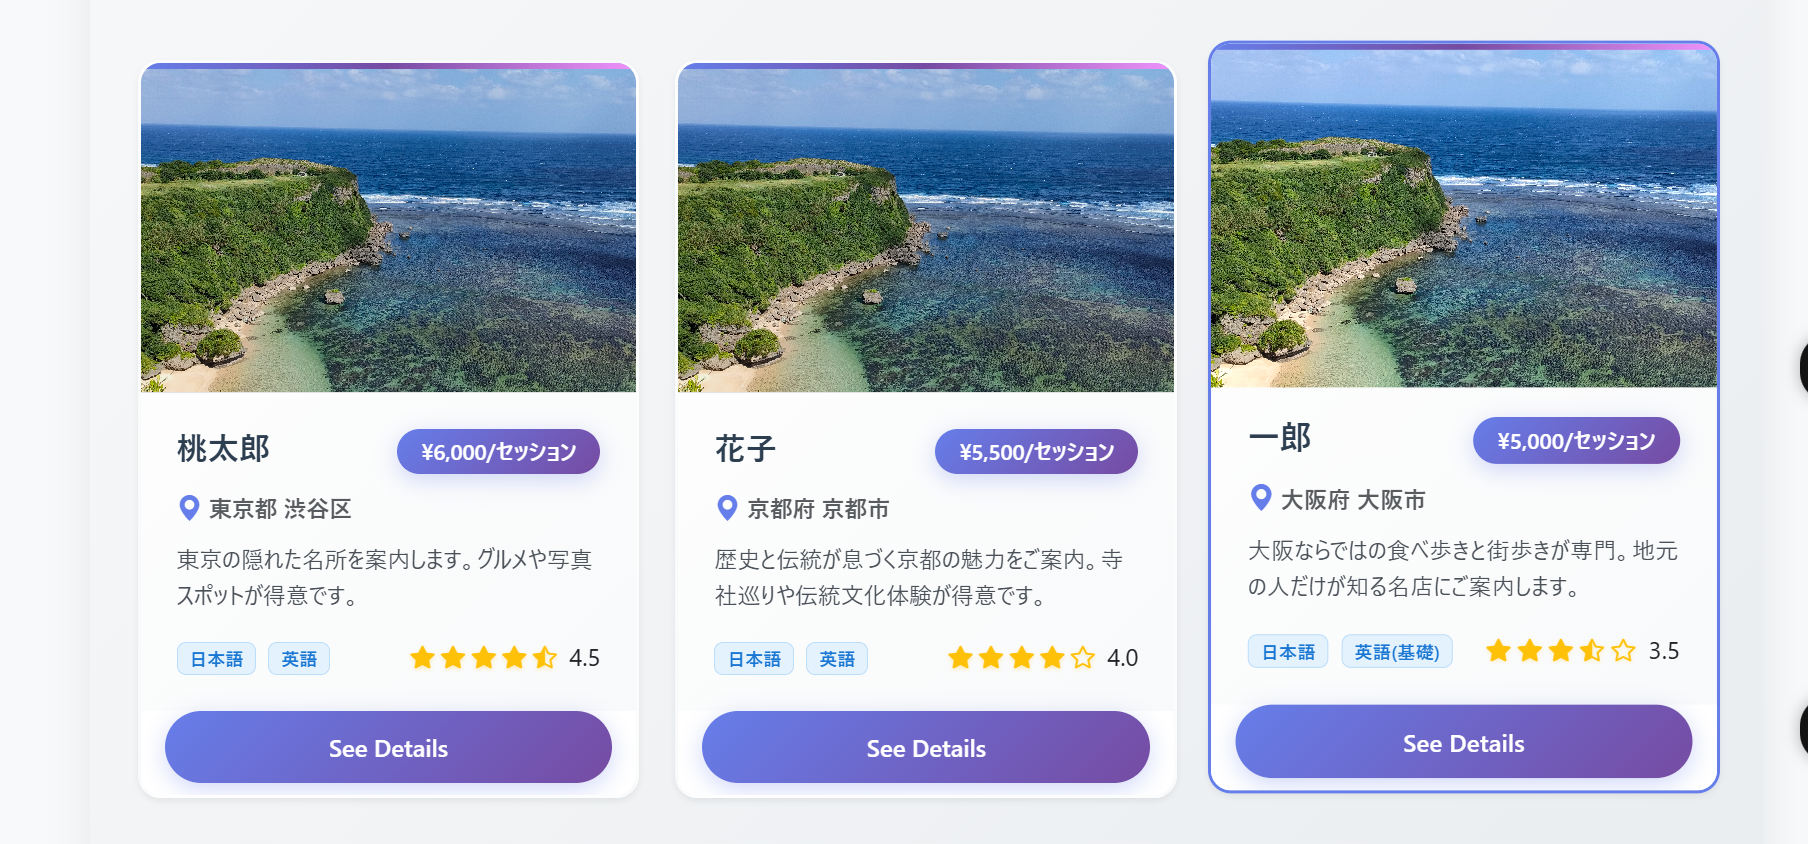 桃太郎
¥6,000/セッション
東京都 渋谷区
東京の隠れた名所を案内します。グルメや写真
スポットが得意です。
日本語 英語 4.5
See Details
花子
¥5,500/セッション
京都府 京都市
歴史と伝統が息づく京都の魅力をご案内。寺
社巡りや伝統文化体験が得意です。
日本語 英語 4.0
See Details
一郎
¥5,000/セッション
大阪府 大阪市
大阪ならではの食べ歩きと街歩きが専門。地元
の人だけが知る名店にご案内します。
日本語 英語(基礎) 3.5
See Details